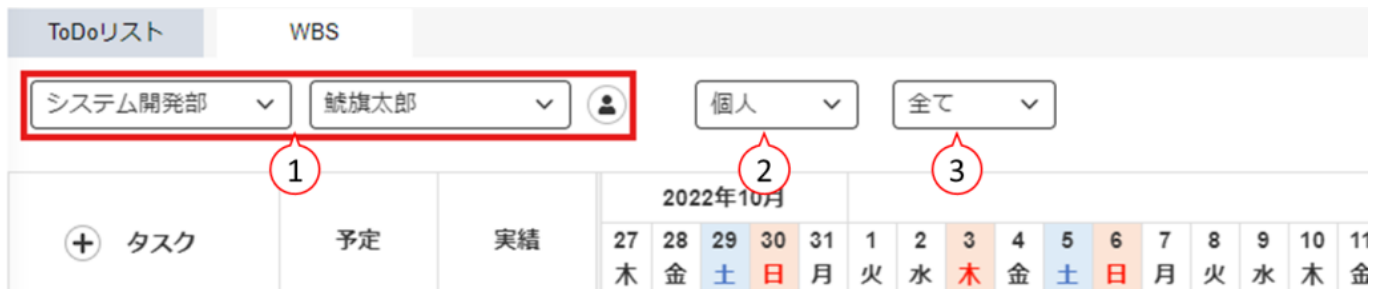 ToDoリスト WBS
システム開発部 鯱旗太郎 個人 全て
1 2 3
2022年10月
タスク 予定 実績 27 28 29 30 31 1 2 3 4 5 6 7 8 9 10 11
木 金 土 日 月 火 水 木 金 土 日 月 火 水 木 金